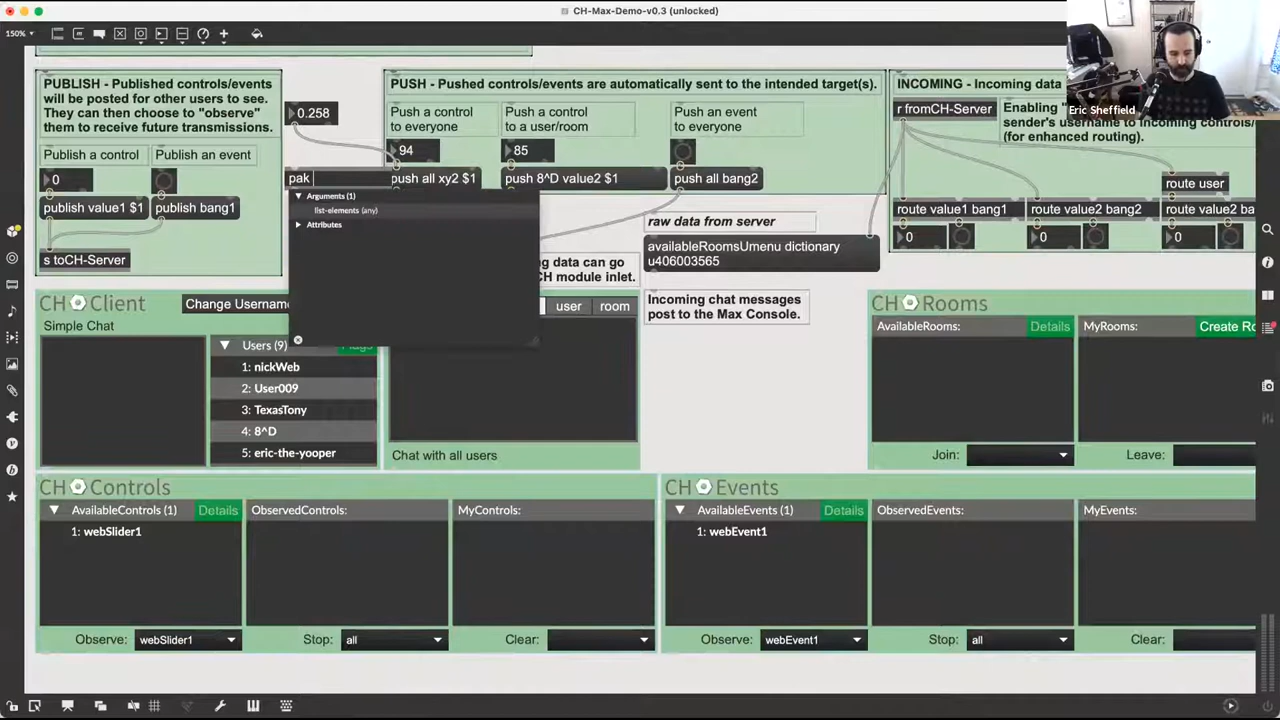 CH-Max-Demo-v0.3 (unlocked)
150%
PUBLISH - Published controls/events
will be posted for other users to see.
They can then choose to "observe"
them to receive future transmissions.
Publish a control
Publish an event
0
publish value1 $1
publish bang1
s toCH-Server
0.258
pak
Arguments (1)
list-elements (any)
Attributes
PUSH - Pushed controls/events are automatically sent to the intended target(s).
Push a control
to everyone
Push a control
to a user/room
Push an event
to everyone
94
85
push all xy2 $1
push 8^D value2 $1
push all bang2
raw data from server
availableRoomsUmenu dictionary
u406003565
ng data can go
CH module inlet.
Incoming chat messages
post to the Max Console.
INCOMING - Incoming data
r fromCH-Server
Enabling "
sender's username to incoming controls/
(for enhanced routing).
route user
route value1 bang1
route value2 bang2
route value2 ba
0
0
0
Eric Sheffield
CH Client
Change Usernam
Simple Chat
Users (9)
1: nickWeb
2: User009
3: TexasTony
4: 8^D
5: eric-the-yooper
user
room
Chat with all users
CH Rooms
AvailableRooms:
Details
MyRooms:
Create Ro
Join:
Leave:
CH Controls
AvailableControls (1)
Details
ObservedControls:
MyControls:
1: webSlider1
Observe:
webSlider1
Stop:
all
Clear:
CH Events
AvailableEvents (1)
Details
ObservedEvents:
MyEvents:
1: webEvent1
Observe:
webEvent1
Stop:
all
Clear: